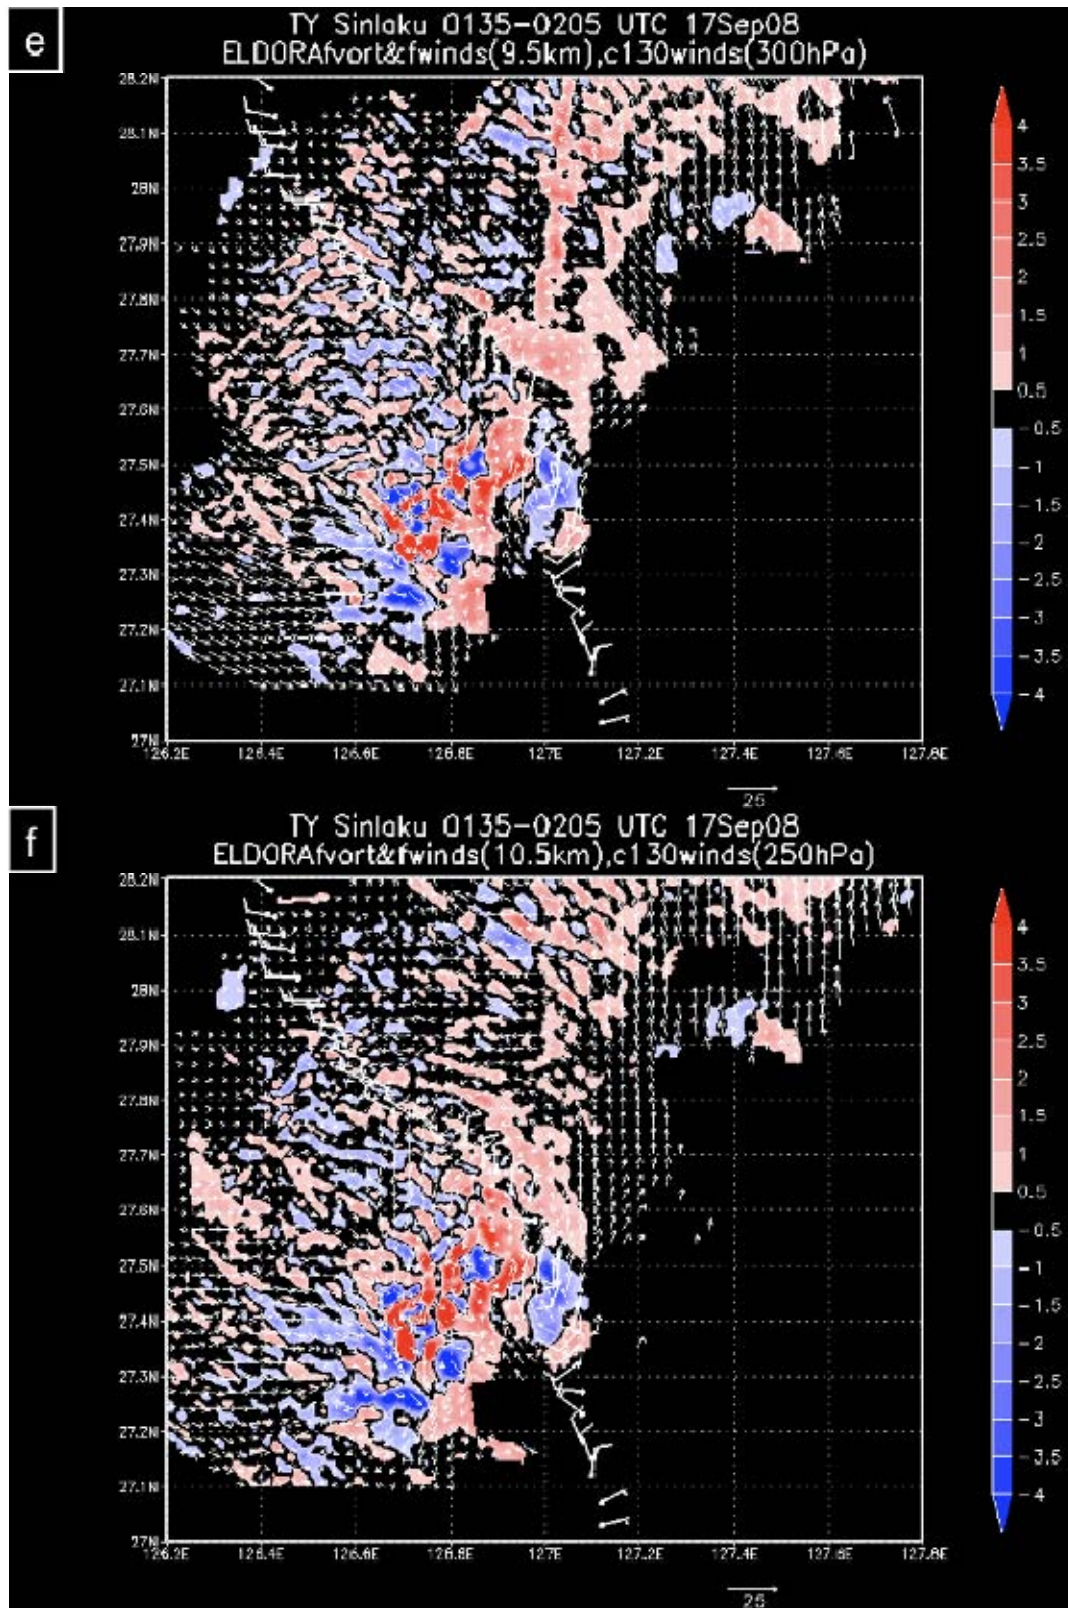 e
TY Sinlaku 0135-0205 UTC 17Sep08
ELDORAfvort&fwinds(9.5km),c130winds(300hPa)
28.2N
28.1N
28N
27.9N
27.8N
27.7N
27.6N
27.5N
27.4N
27.3N
27.2N
27.1N
27N
126.2E 126.4E 126.6E 126.8E 127E 127.2E 127.4E 127.6E 127.8E
4
3.5
3
2.5
2
1.5
1
0.5
-0.5
-1
-1.5
-2
-2.5
-3
-3.5
-4
25
f
TY Sinlaku 0135-0205 UTC 17Sep08
ELDORAfvort&fwinds(10.5km),c130winds(250hPa)
28.2N
28.1N
28N
27.9N
27.8N
27.7N
27.6N
27.5N
27.4N
27.3N
27.2N
27.1N
27N
126.2E 126.4E 126.6E 126.8E 127E 127.2E 127.4E 127.6E 127.8E
4
3.5
3
2.5
2
1.5
1
0.5
-0.5
-1
-1.5
-2
-2.5
-3
-3.5
-4
25